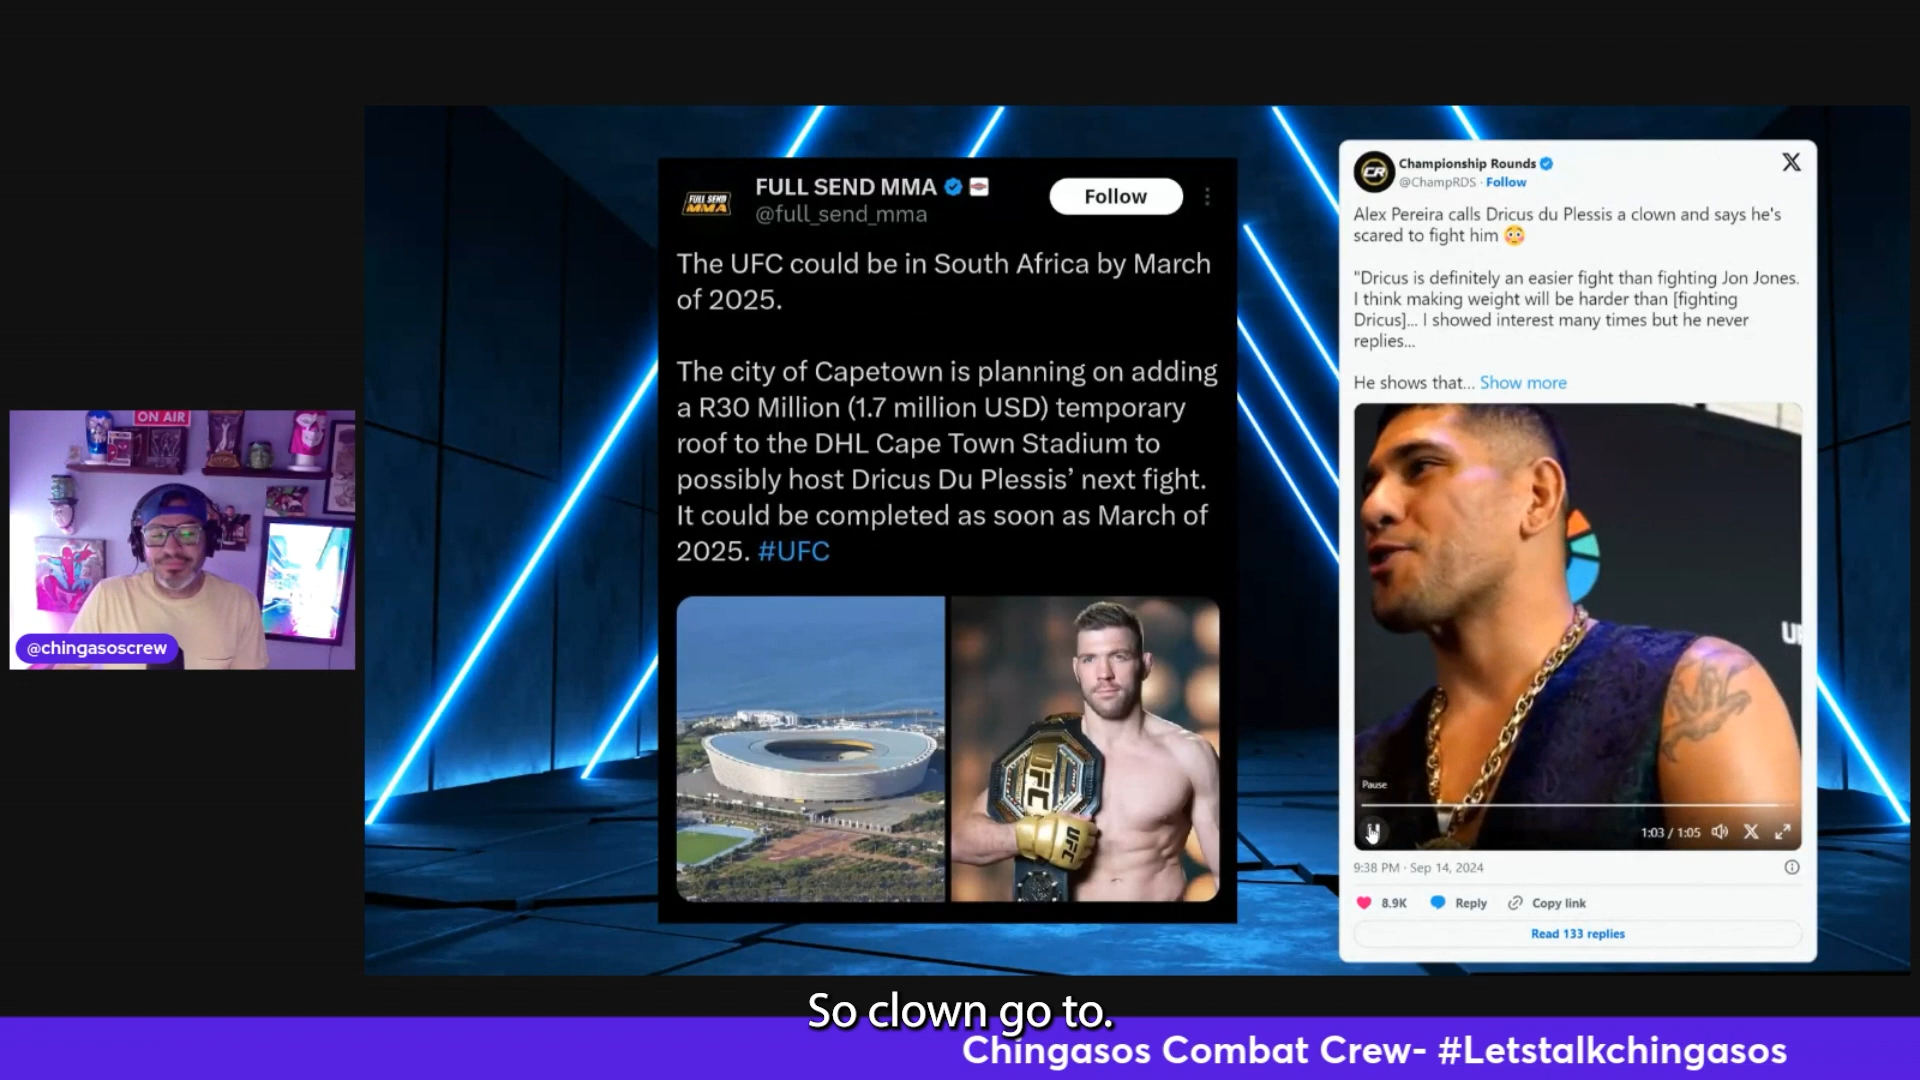 ON AIR
@chingasoscrew
FULL SEND MMA
FULL SEND MMA
@full_send_mma
Follow
The UFC could be in South Africa by March
of 2025.
The city of Capetown is planning on adding
a R30 Million (1.7 million USD) temporary
roof to the DHL Cape Town Stadium to
possibly host Dricus Du Plessis’ next fight.
It could be completed as soon as March of
2025. #UFC
UFC
UFC
CR
Championship Rounds
@ChampRDS · Follow
Alex Pereira calls Dricus du Plessis a clown and says he's
scared to fight him 😳
"Dricus is definitely an easier fight than fighting Jon Jones.
I think making weight will be harder than [fighting
Dricus]... I showed interest many times but he never
replies...
He shows that... Show more
Pause
1:03 / 1:05
9:38 PM · Sep 14, 2024
8.9K
Reply
Copy link
Read 133 replies
So clown go to.
Chingasos Combat Crew- #Letstalkchingasos